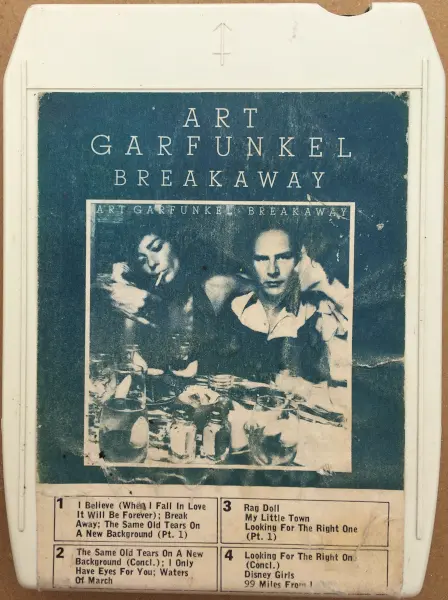 ART
GARFUNKEL
BREAKAWAY
ART GARFUNKEL BREAKAWAY
1 I Believe (When I Fall In Love
It Will Be Forever); Break
Away; The Same Old Tears On
A New Background (Pt. 1)
2 The Same Old Tears On A New
Background (Concl.); I Only
Have Eyes For You; Waters
Of March
3 Rag Doll
My Little Town
Looking For The Right One
(Pt. 1)
4 Looking For The Right On
(Concl.)
Disney Girls
99 Miles From